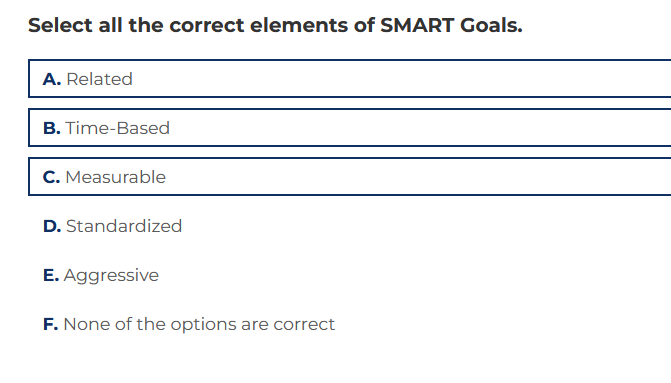 Select all the correct elements of SMART Goals.
A. Related
B. Time-Based
C. Measurable
D. Standardized
E. Aggressive
F. None of the options are correct